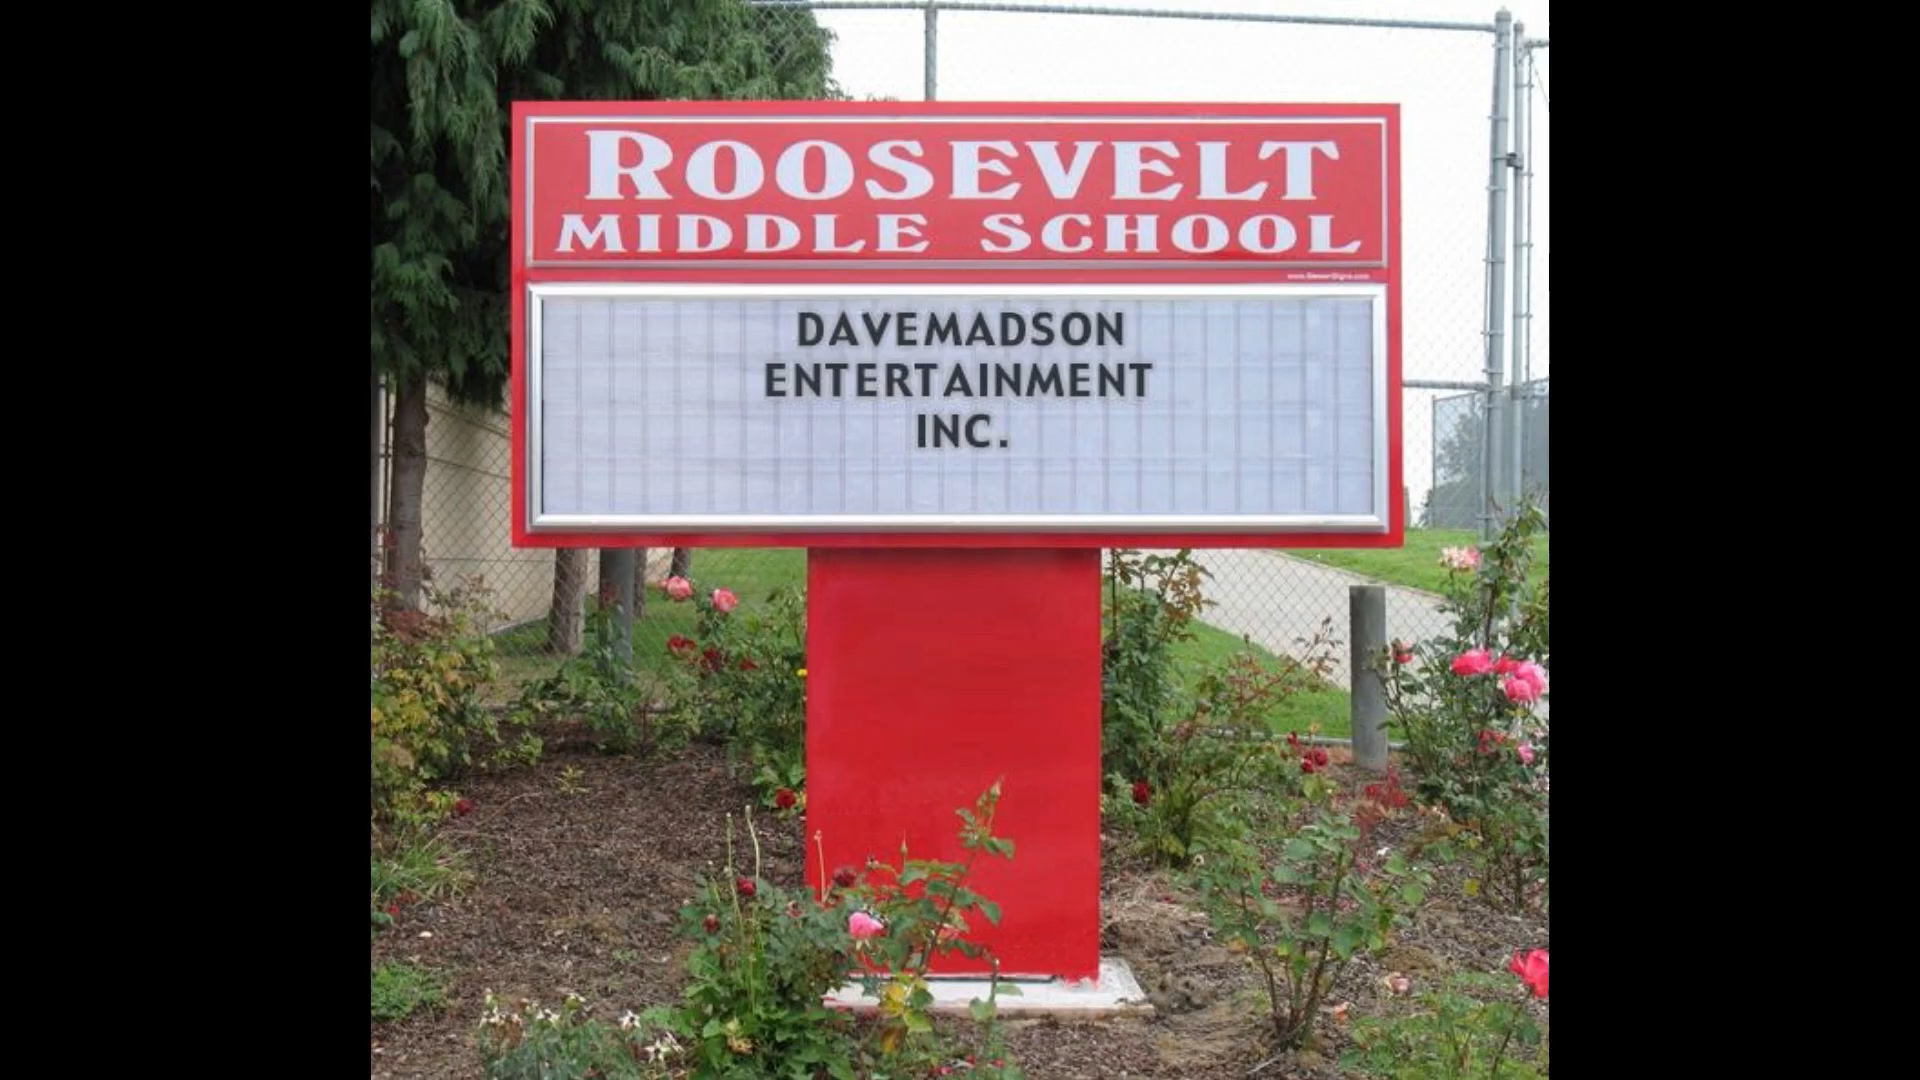 ROOSEVELT
MIDDLE SCHOOL
DAVEMADSON
ENTERTAINMENT
INC.